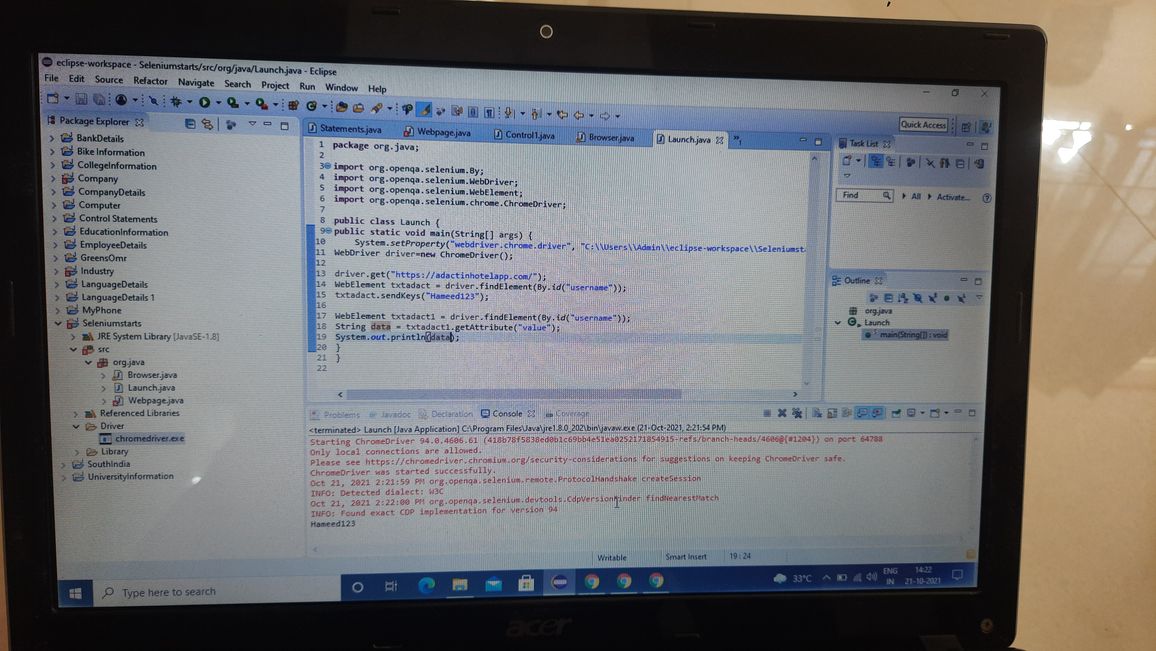 eclipse-workspace - Seleniumstarts/src/org/java/Launch.java - Eclipse
File Edit Source Refactor Navigate Search Project Run Window Help
Quick Access
Package Explorer
BankDetails
Bike Information
CollegeInformation
Company
CompanyDetails
Computer
Control Statements
EducationInformation
EmployeeDetails
GreensOmr
Industry
LanguageDetails
LanguageDetails 1
MyPhone
Seleniumstarts
JRE System Library [JavaSE-1.8]
src
org.java
Browser.java
Launch.java
Webpage.java
Referenced Libraries
Driver
chromedriver.exe
Library
SouthIndia
UniversityInformation
Statements.java Webpage.java Control1.java Browser.java Launch.java
1 package org.java;
2
3 import org.openqa.selenium.By;
4 import org.openqa.selenium.WebDriver;
5 import org.openqa.selenium.WebElement;
6 import org.openqa.selenium.chrome.ChromeDriver;
7
8 public class Launch {
9 public static void main(String[] args) {
10 System.setProperty("webdriver.chrome.driver", "C:\\Users\\Admin\\eclipse-workspace\\Seleniumst
11 WebDriver driver=new ChromeDriver();
12
13 driver.get("https://adactinhotelapp.com/");
14 WebElement txtadact = driver.findElement(By.id("username"));
15 txtadact.sendKeys("Hameed123");
16
17 WebElement txtadact1 = driver.findElement(By.id("username"));
18 String data = txtadact1.getAttribute("value");
19 System.out.println(data);
20 }
21 }
22
Task List
Find All Activate...
Outline
org.java
Launch
main(String[]) : void
Problems Javadoc Declaration Console Coverage
<terminated> Launch [Java Application] C:\Program Files\Java\jre1.8.0_202\bin\javaw.exe (21-Oct-2021, 2:21:54 PM)
Starting ChromeDriver 94.0.4606.61 (418b78f5838ed0b1c69bb4e51ea0252171854915-refs/branch-heads/4606@{#1204}) on port 64788
Only local connections are allowed.
Please see https://chromedriver.chromium.org/security-considerations for suggestions on keeping ChromeDriver safe.
ChromeDriver was started successfully.
Oct 21, 2021 2:21:59 PM org.openqa.selenium.remote.ProtocolHandshake createSession
INFO: Detected dialect: W3C
Oct 21, 2021 2:22:00 PM org.openqa.selenium.devtools.CdpVersionFinder findNearestMatch
INFO: Found exact CDP implementation for version 94
Hameed123
Writable Smart Insert 19 : 24
Type here to search
33°C
ENG
IN
14:22
21-10-2021
acer